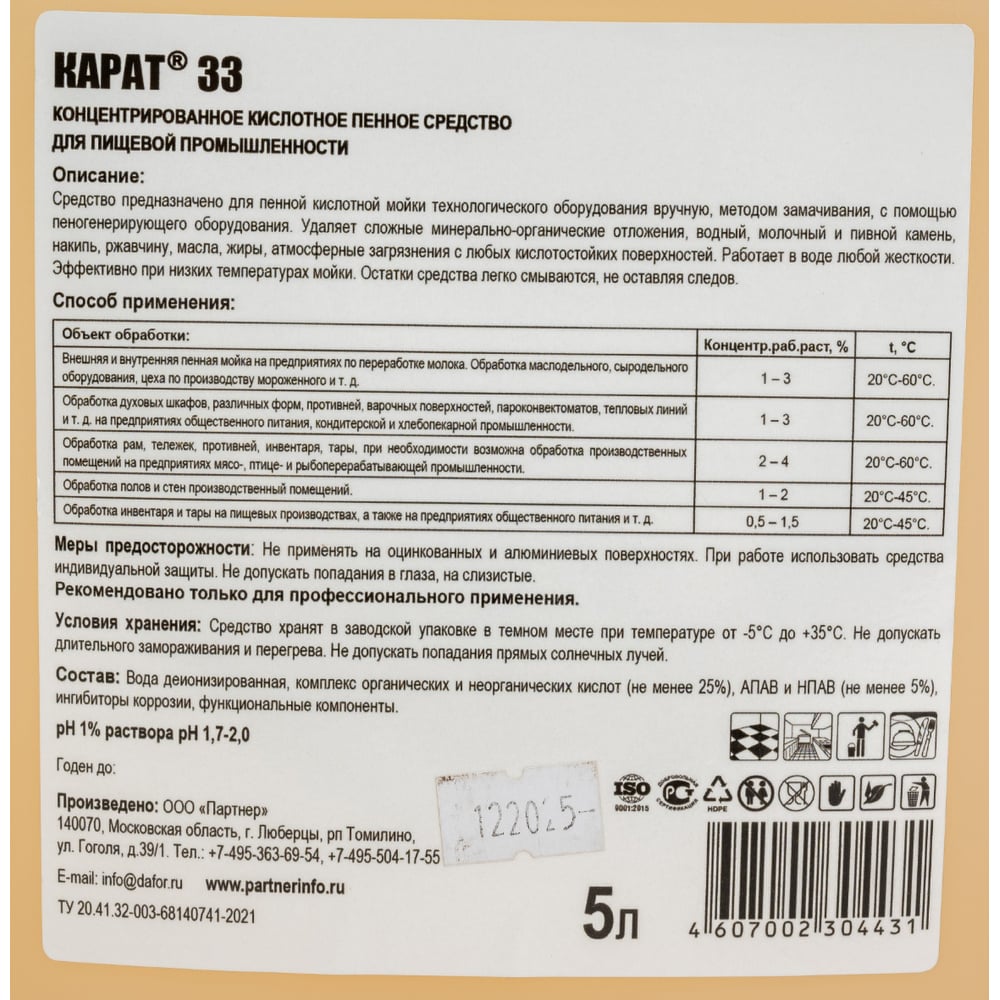 КАРАТ® 33
КОНЦЕНТРИРОВАННОЕ КИСЛОТНОЕ ПЕННОЕ СРЕДСТВО
ДЛЯ ПИЩЕВОЙ ПРОМЫШЛЕННОСТИ
Описание:
Средство предназначено для пенной кислотной мойки технологического оборудования вручную, методом замачивания, с помощью
пеногенерирующего оборудования. Удаляет сложные минерально-органические отложения, водный, молочный и пивной камень,
накипь, ржавчину, масла, жиры, атмосферные загрязнения с любых кислотостойких поверхностей. Работает в воде любой жесткости.
Эффективно при низких температурах мойки. Остатки средства легко смываются, не оставляя следов.
Способ применения:
Объект обработки: Концентр.раб.раст, % t, °C
Внешняя и внутренняя пенная мойка на предприятиях по переработке молока. Обработка маслодельного, сыродельного
оборудования, цеха по производству мороженного и т. д. 1 – 3 20°C-60°C.
Обработка духовых шкафов, различных форм, противней, варочных поверхностей, пароконвектоматов, тепловых линий
и т. д. на предприятиях общественного питания, кондитерской и хлебопекарной промышленности. 1 – 3 20°C-60°C.
Обработка рам, тележек, противней, инвентаря, тары, при необходимости возможна обработка производственных
помещений на предприятиях мясо-, птице- и рыбоперерабатывающей промышленности. 2 – 4 20°C-60°C.
Обработка полов и стен производственный помещений. 1 – 2 20°C-45°C.
Обработка инвентаря и тары на пищевых производствах, а также на предприятиях общественного питания и т. д. 0,5 – 1,5 20°C-45°C.
Меры предосторожности: Не применять на оцинкованных и алюминиевых поверхностях. При работе использовать средства
индивидуальной защиты. Не допускать попадания в глаза, на слизистые.
Рекомендовано только для профессионального применения.
Условия хранения: Средство хранят в заводской упаковке в темном месте при температуре от -5°C до +35°C. Не допускать
длительного замораживания и перегрева. Не допускать попадания прямых солнечных лучей.
Состав: Вода деионизированная, комплекс органических и неорганических кислот (не менее 25%), АПАВ и НПАВ (не менее 5%),
ингибиторы коррозии, функциональные компоненты.
pH 1% раствора pH 1,7-2,0
Годен до:
122025
ISO
9001:2015
ДОБРОВОЛЬНАЯ
СЕРТИФИКАЦИЯ
HDPE
Произведено: ООО «Партнер»
140070, Московская область, г. Люберцы, рп Томилино,
ул. Гоголя, д.39/1. Тел.: +7-495-363-69-54, +7-495-504-17-55
E-mail: info@dafor.ru www.partnerinfo.ru
ТУ 20.41.32-003-68140741-2021
5л
4 607002 304431